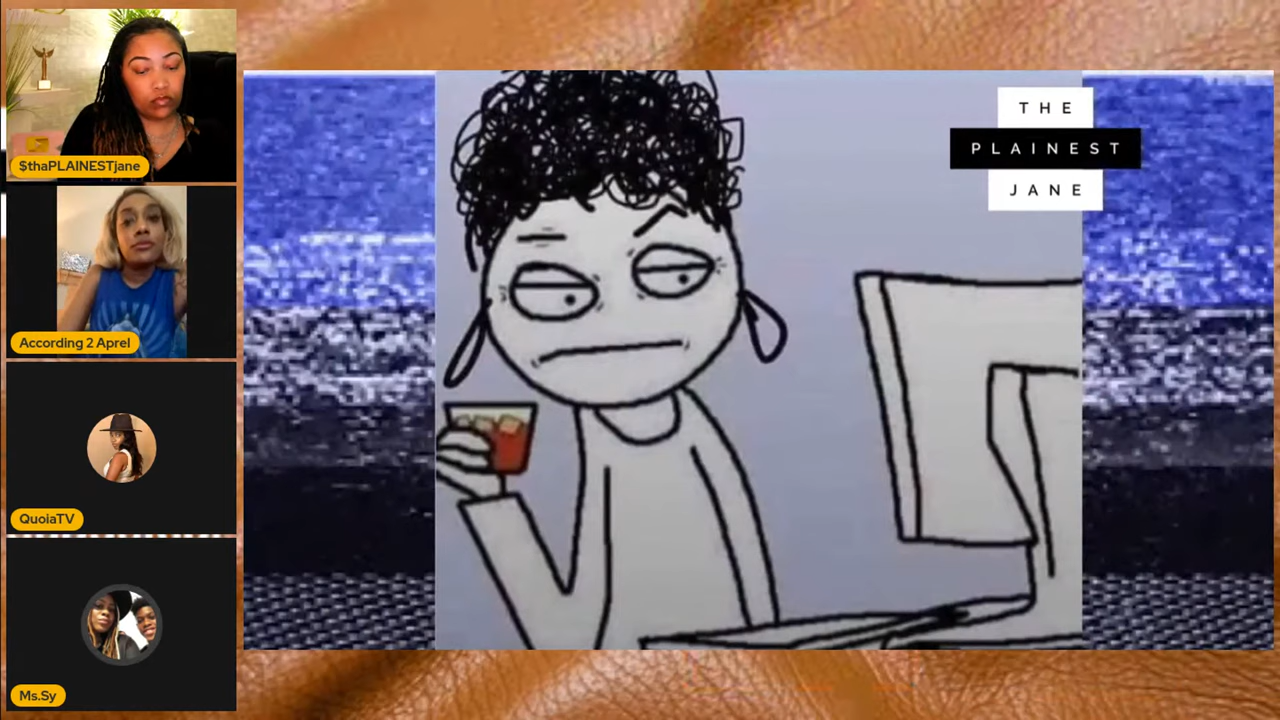 $thaPLAINESTjane
According 2 Aprel
QuoiaTV
Ms.Sy
THE
PLAINEST
JANE